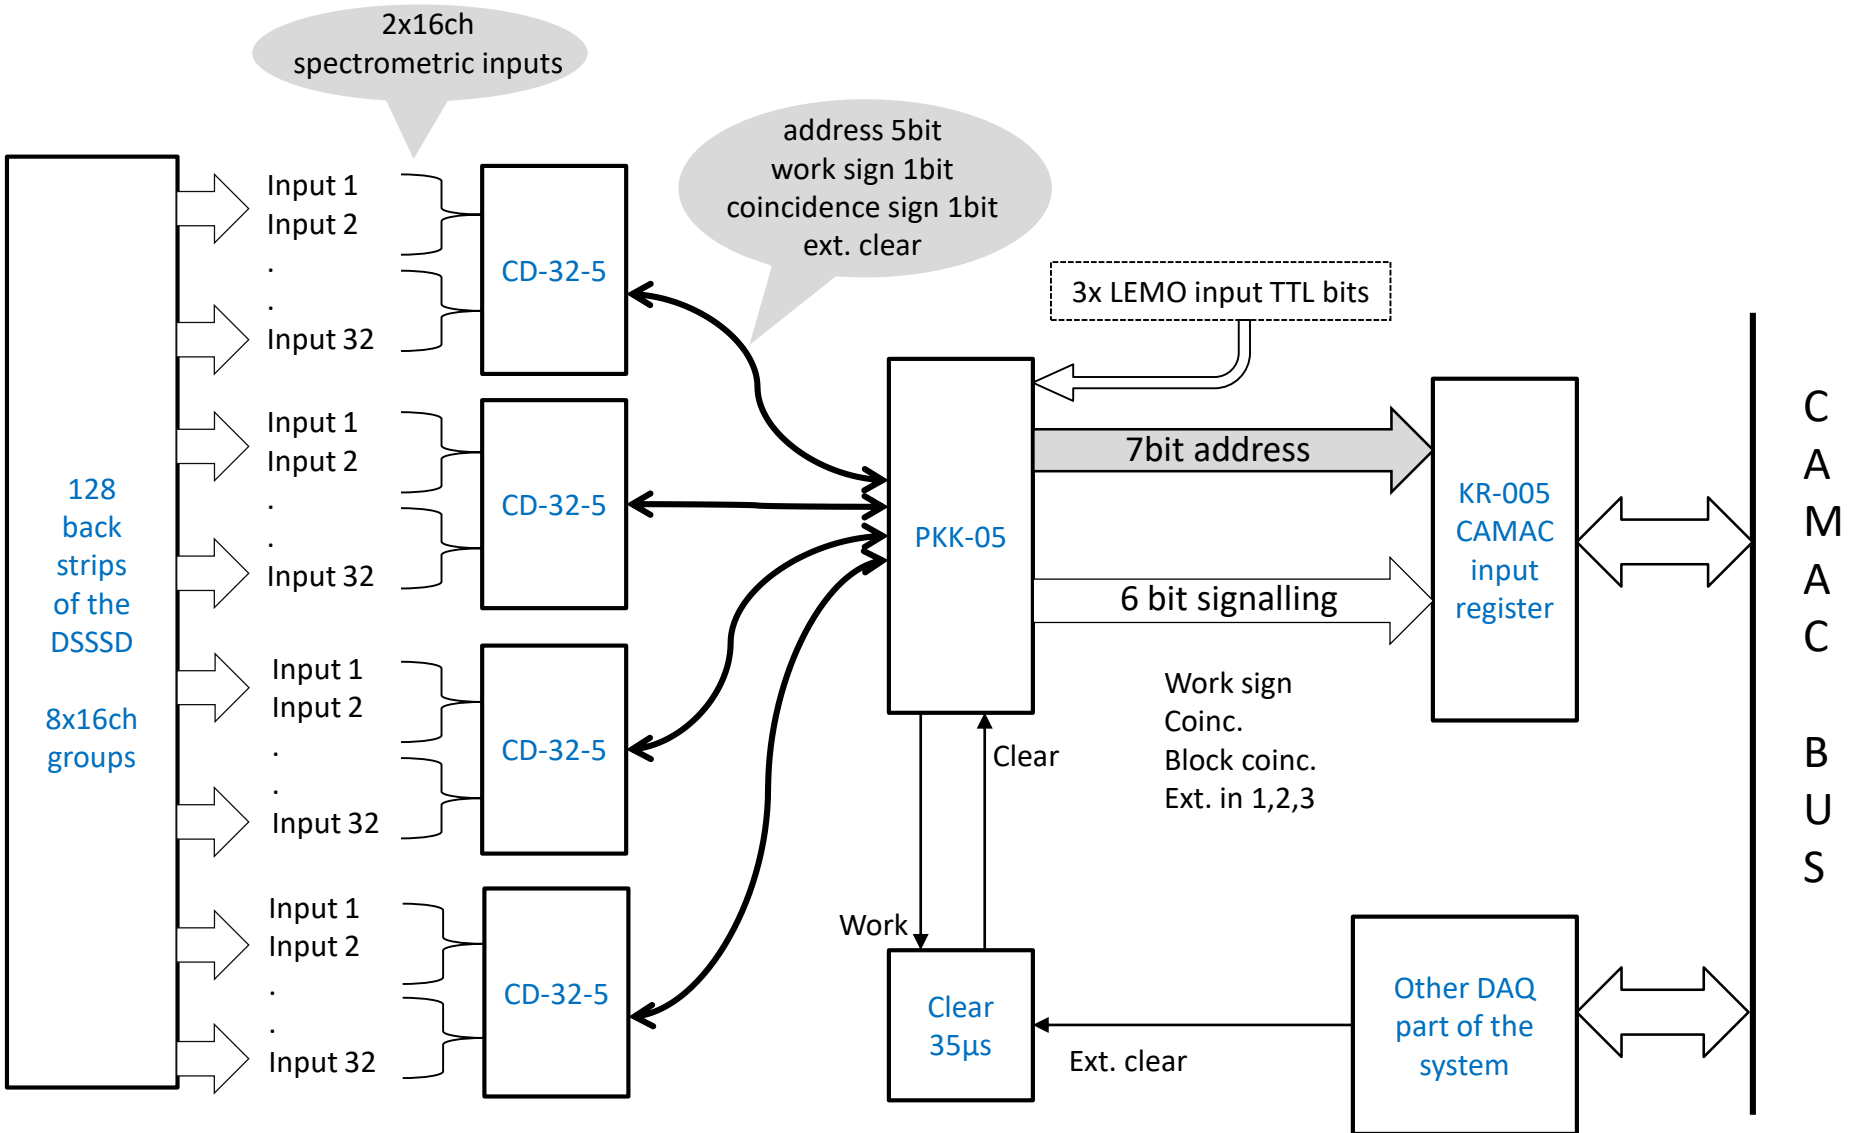 2x16ch
spectrometric inputs
address 5bit
work sign 1bit
coincidence sign 1bit
ext. clear
128
back
strips
of the
DSSSD
8x16ch
groups
Input 1
Input 2
.
.
Input 32
CD-32-5
Input 1
Input 2
.
.
Input 32
CD-32-5
Input 1
Input 2
.
.
Input 32
CD-32-5
Input 1
Input 2
.
.
Input 32
CD-32-5
3x LEMO input TTL bits
PKK-05
7bit address
6 bit signalling
Work sign
Coinc.
Block coinc.
Ext. in 1,2,3
KR-005
CAMAC
input
register
Clear
Work
Clear
35μs
Ext. clear
Other DAQ
part of the
system
C
A
M
A
C
B
U
S